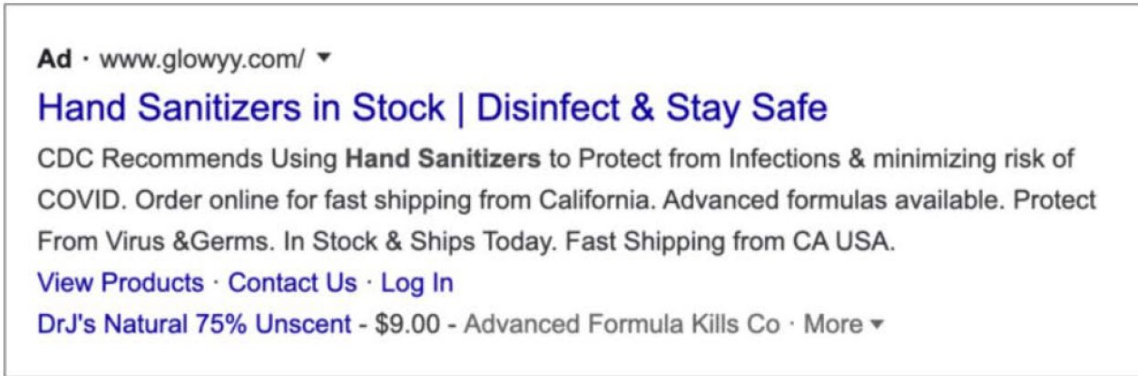 Ad · www.glowyy.com/ ▼
Hand Sanitizers in Stock | Disinfect & Stay Safe
CDC Recommends Using Hand Sanitizers to Protect from Infections & minimizing risk of
COVID. Order online for fast shipping from California. Advanced formulas available. Protect
From Virus &Germs. In Stock & Ships Today. Fast Shipping from CA USA.
View Products · Contact Us · Log In
DrJ's Natural 75% Unscent - $9.00 - Advanced Formula Kills Co · More ▼